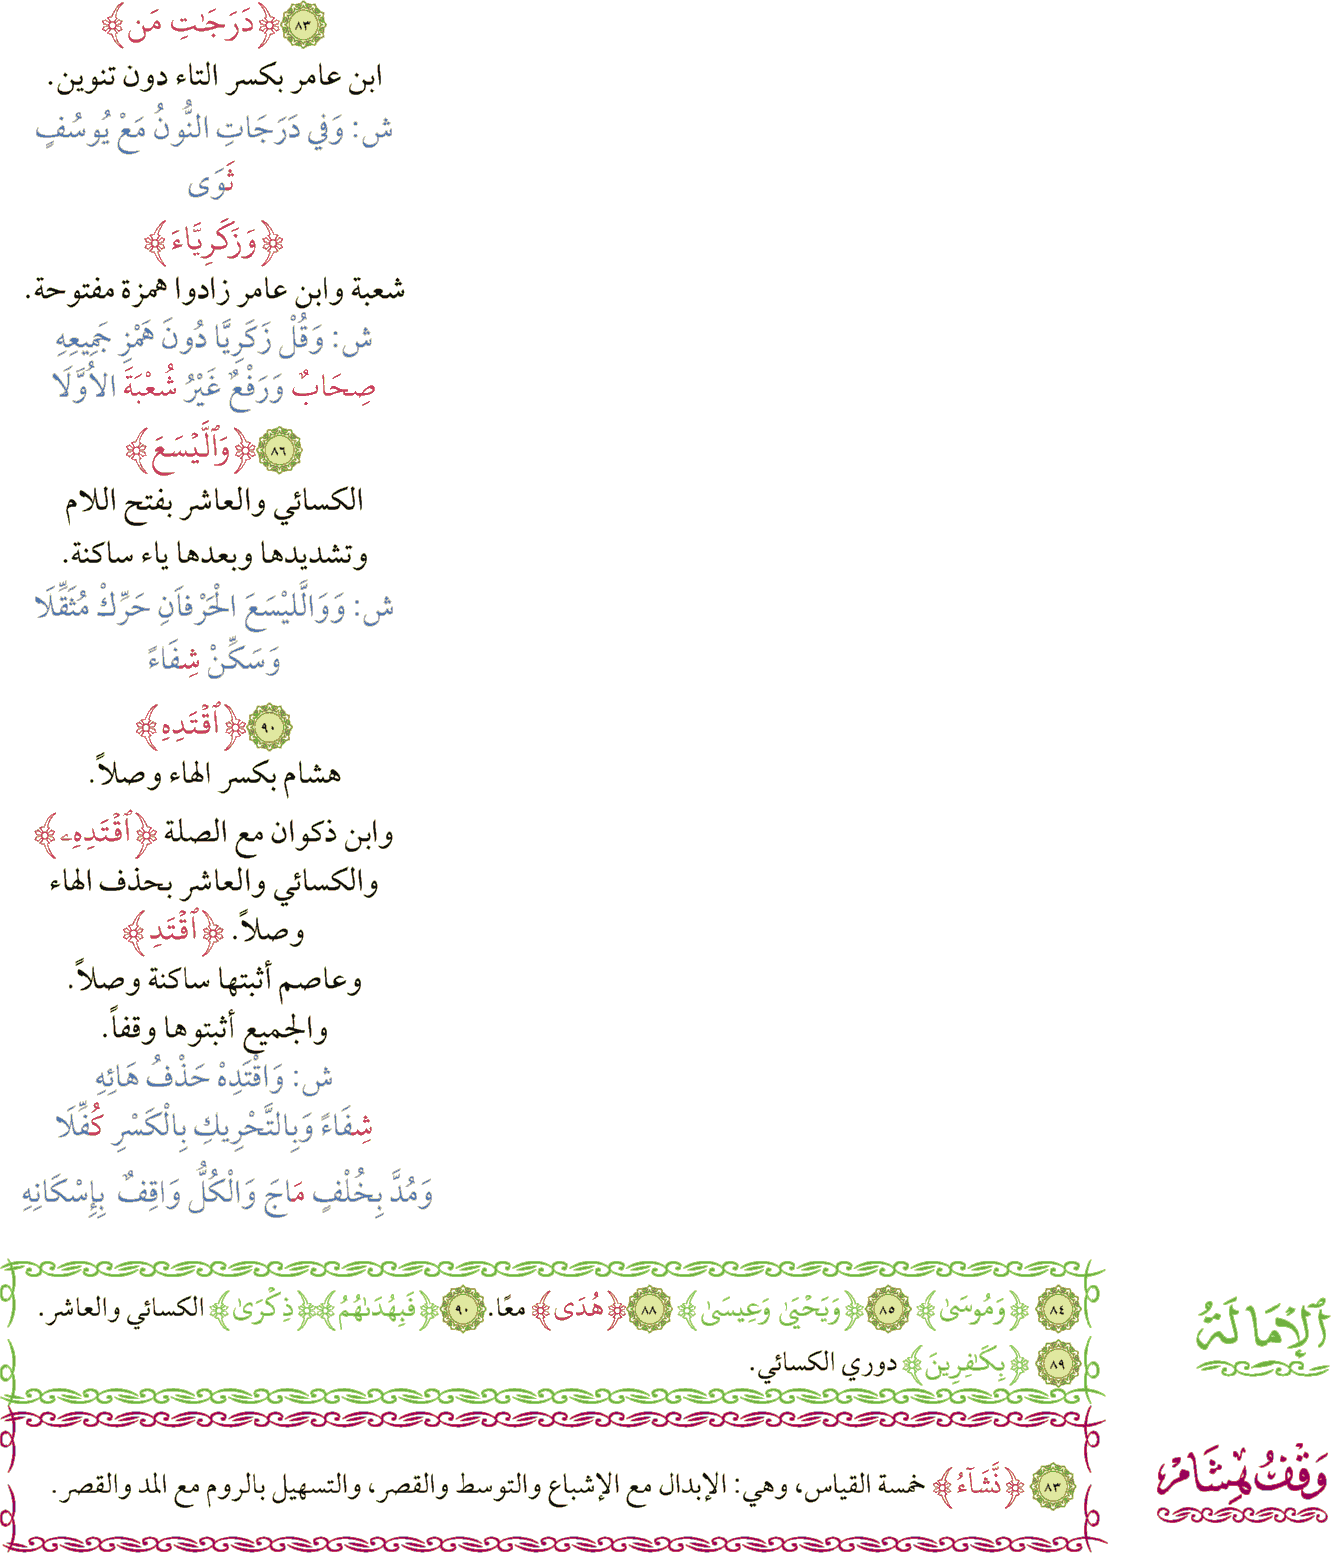 ٨٣ ﴿دَرَجَٰتِ مَن﴾
ابن عامر بكسر التاء دون تنوين.
ش: وَفِي دَرَجَاتِ النُّونُ مَعْ يُوسُفٍ
ثَوَى
﴿وَزَكَرِيَّاءَ﴾
شعبة وابن عامر زادوا همزة مفتوحة.
ش: وَقُلْ زَكَرِيَّا دُونَ هَمْزِ جَمِيعِهِ
صِحَابٌ وَرَفْعٌ غَيْرُ شُعْبَةَ الأُوَّلَا
٨٦ ﴿وَٱلَّيْسَعَ﴾
الكسائي والعاشر بفتح اللام
وتشديدها وبعدها ياء ساكنة.
ش: وَوَالَّليْسَعَ الْحَرْفَانِ حَرِّكْ مُثَقِّلَا
وَسَكِّنْ شِفَاءً
٩٠ ﴿ٱقْتَدِهِ﴾
هشام بكسر الهاء وصلاً.
وابن ذكوان مع الصلة ﴿ٱقْتَدِهِۦ﴾
والكسائي والعاشر بحذف الهاء
وصلاً. ﴿ٱقْتَدِ﴾
وعاصم أثبتها ساكنة وصلاً.
والجميع أثبتوها وقفاً.
ش: وَاقْتَدِهْ حَذْفُ هَائِهِ
شِفَاءً وَبِالتَّحْرِيكِ بِالْكَسْرِ كُفِّلَا
وَمُدَّ بِخُلْفٍ مَاجَ وَالْكُلُّ وَاقِفٌ بِإِسْكَانِهِ
ٱلْإِمَالَةُ
٨٤ ﴿وَمُوسَىٰ﴾ ٨٥ ﴿وَيَحْيَىٰ وَعِيسَىٰ﴾ ٨٨ ﴿هُدَى﴾ معًا. ٩٠ ﴿فَبِهُدَىٰهُمُ﴾ ﴿ذِكْرَىٰ﴾ الكسائي والعاشر.
٨٩ ﴿بِكَٰفِرِينَ﴾ دوري الكسائي.
وَقْفُ هِشَامْ
٨٣ ﴿نَّشَآءُ﴾ خمسة القياس، وهي: الإبدال مع الإشباع والتوسط والقصر، والتسهيل بالروم مع المد والقصر.